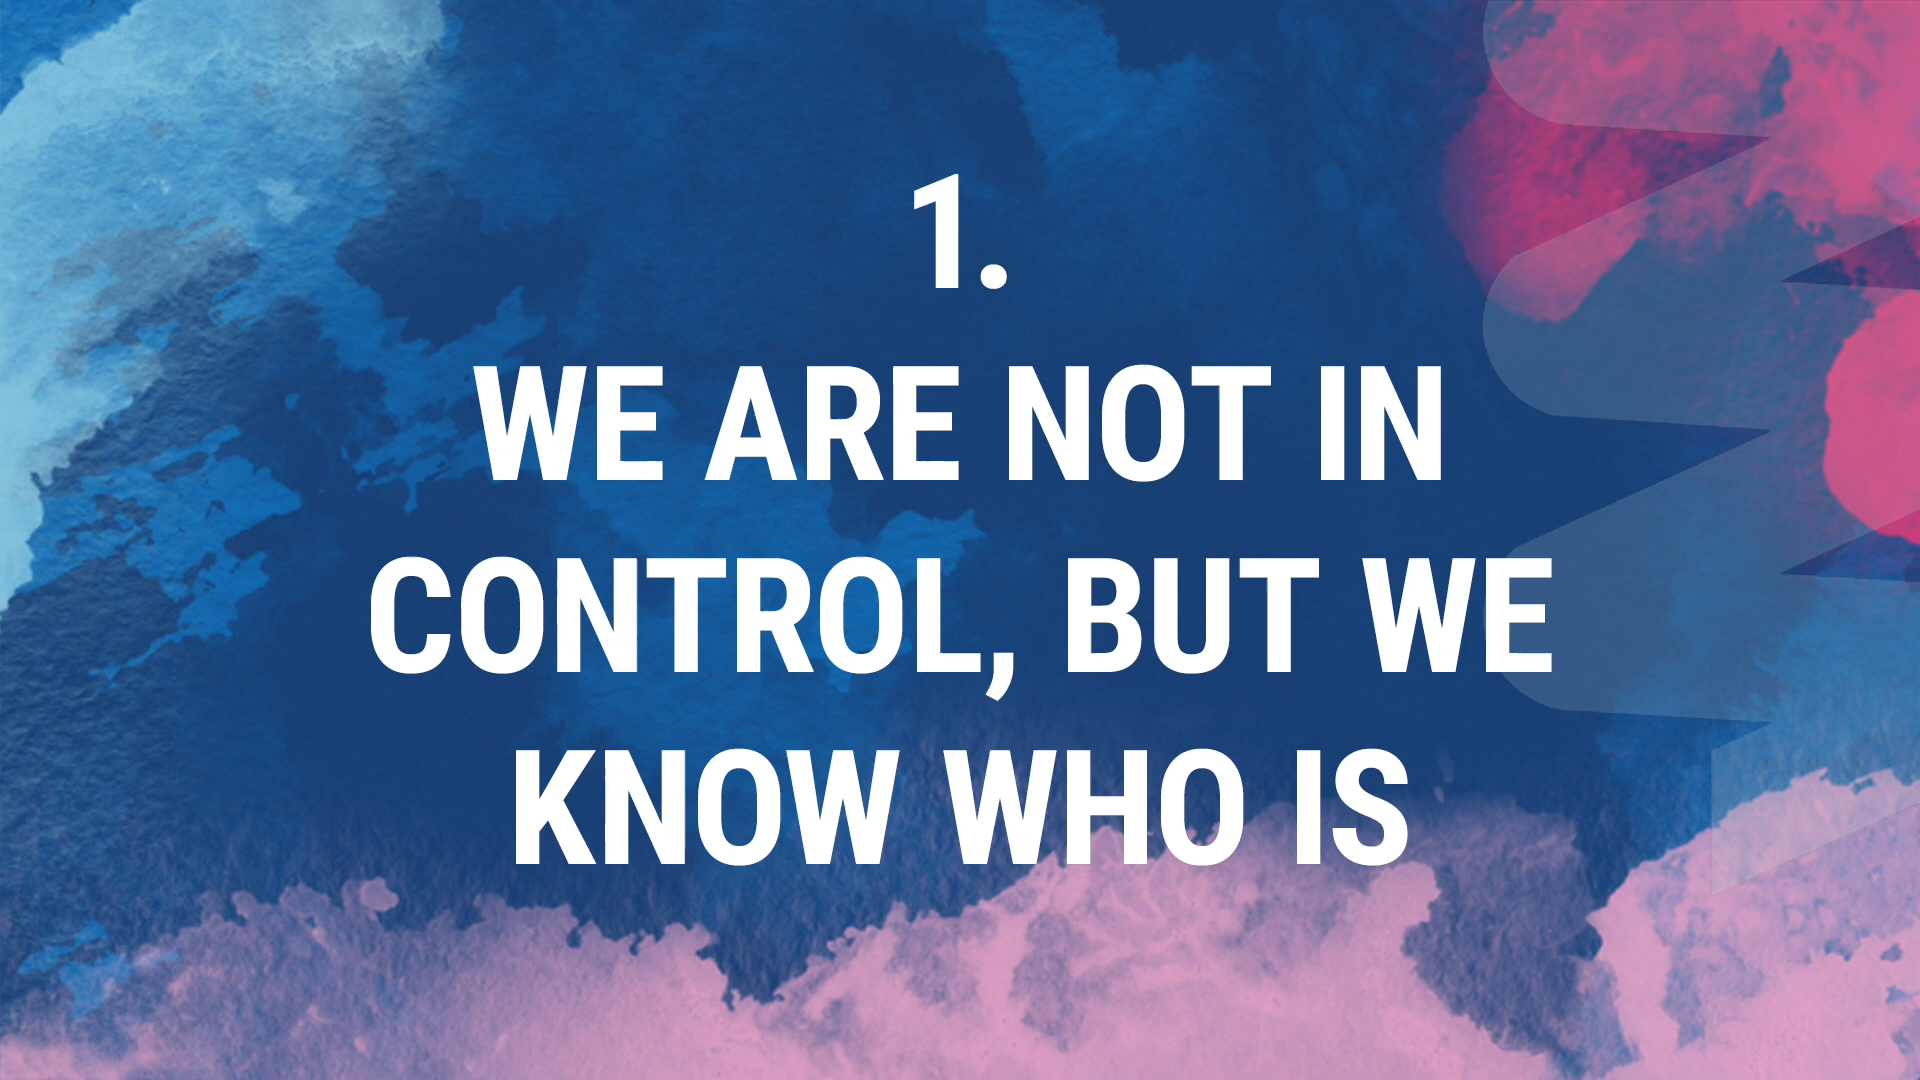 1.
WE ARE NOT IN
CONTROL, BUT WE
KNOW WHO IS